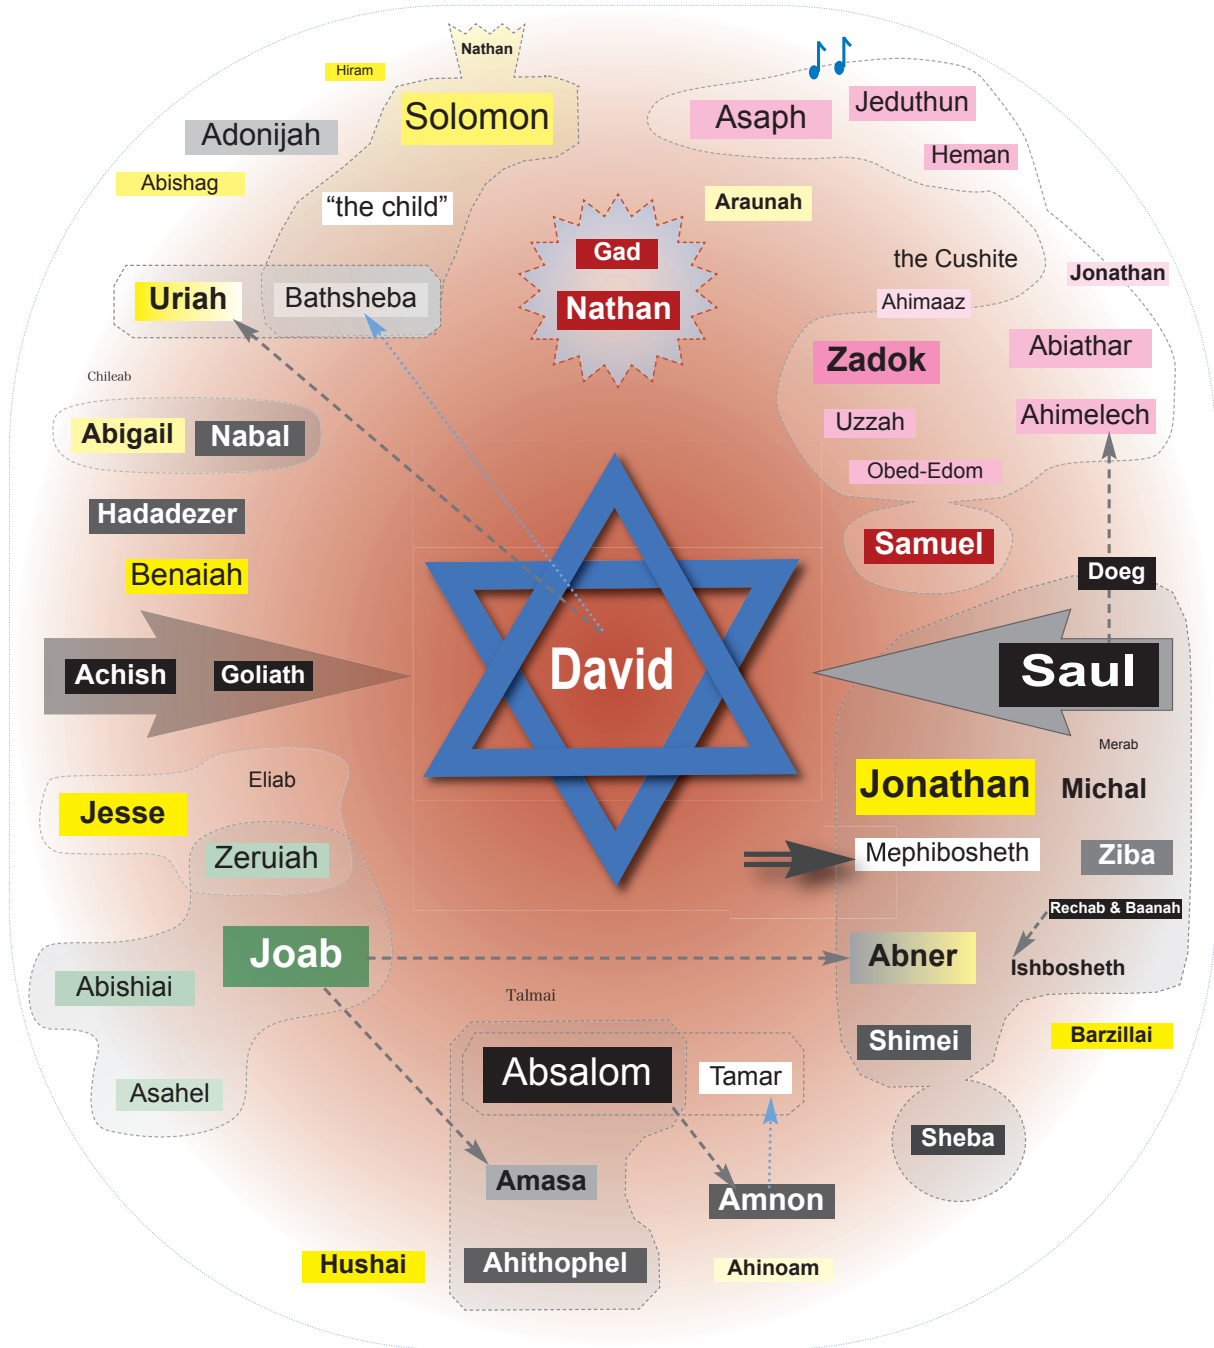 Nathan
Hiram
Solomon
Adonijah
Abishag
“the child”
Uriah
Bathsheba
Chileab
Abigail
Nabal
Hadadezer
Benaiah
Achish
Goliath
Asaph
Jeduthun
Heman
Araunah
Gad
Nathan
the Cushite
Jonathan
Ahimaaz
Zadok
Abiathar
Uzzah
Ahimelech
Obed-Edom
Samuel
Doeg
David
Saul
Merab
Jonathan
Michal
Mephibosheth
Ziba
Rechab & Baanah
Abner
Ishbosheth
Shimei
Barzillai
Sheba
Eliab
Jesse
Zeruiah
Joab
Abishiai
Asahel
Talmai
Absalom
Tamar
Amasa
Amnon
Hushai
Ahithophel
Ahinoam